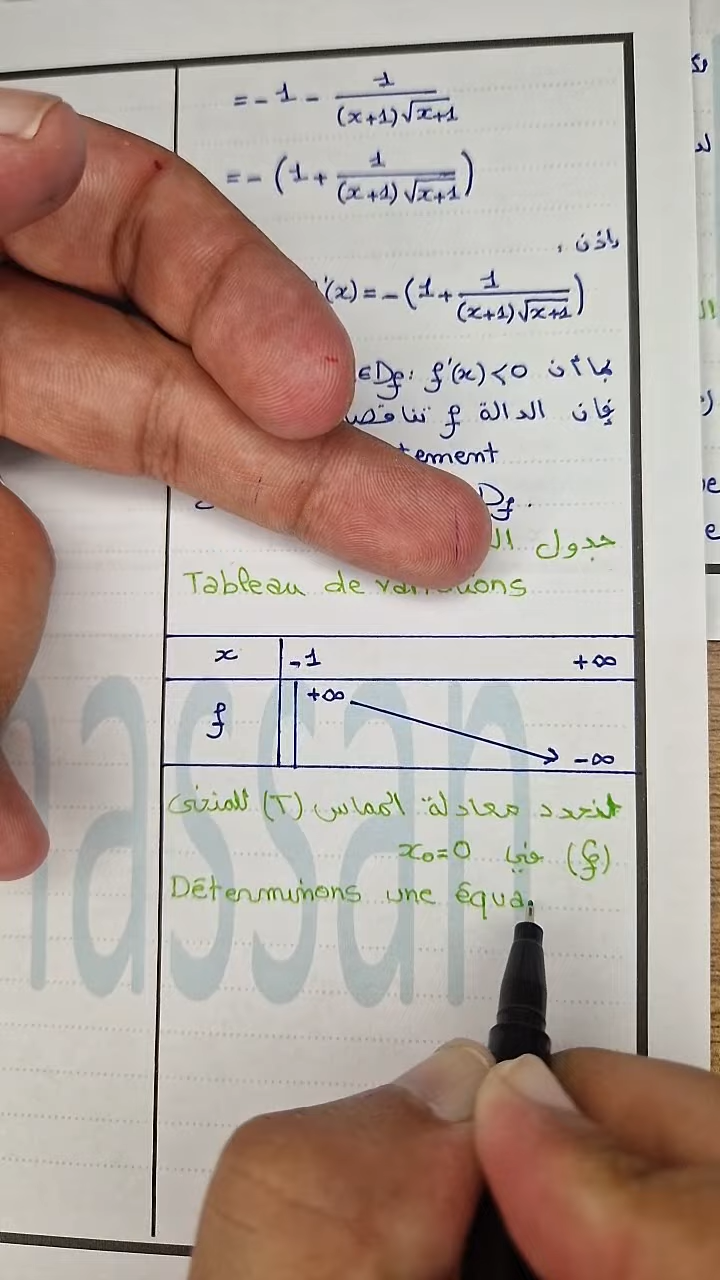 = -1 - 1/((x+1)√(x+1))
= - (1 + 1/((x+1)√(x+1)))
إذن،
'(x) = - (1 + 1/((x+1)√(x+1)))
بما أن ∈Df: f'(x) < 0
فإن الدالة f
tement
Df.
جدول
Tableau de variations
x -1 +∞
f +∞ -∞
لنحدد معادلة المماس (T) للمنحنى
(Cf) في x₀=0
Déterminons une équa
hassan